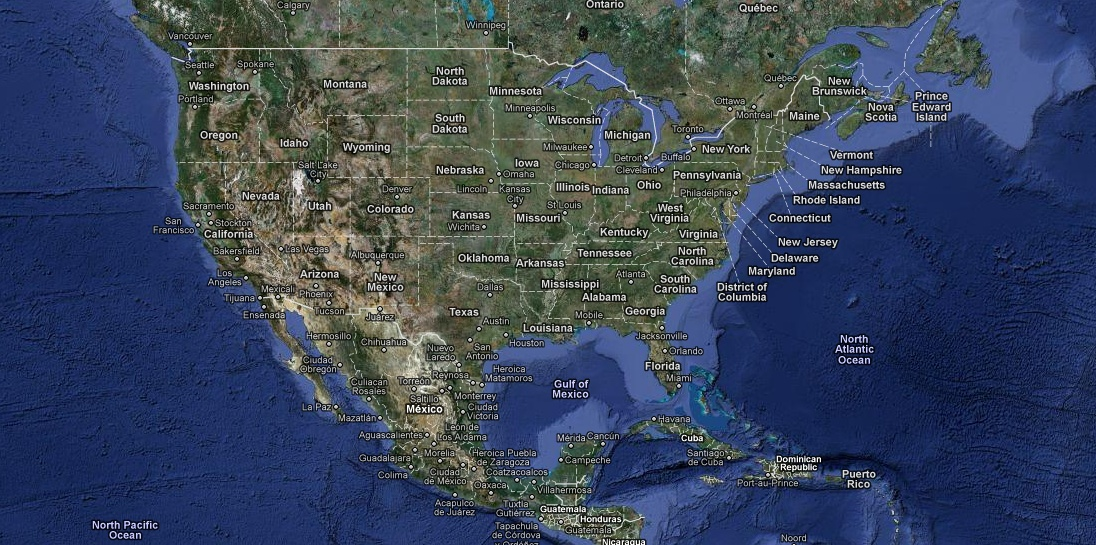 Calgary
Ontario
Québec
Winnipeg
Vancouver
Seattle
Spokane
Washington
Portland
Montana
North
Dakota
Minnesota
Minneapolis
Québec
New
Brunswick
Ottawa
Montréal
Maine
Nova
Scotia
Prince
Edward
Island
Oregon
Idaho
Wyoming
South
Dakota
Wisconsin
Milwaukee
Michigan
Toronto
Detroit
Buffalo
New York
Vermont
New Hampshire
Massachusetts
Rhode Island
Connecticut
New Jersey
Delaware
Maryland
District of
Columbia
Salt Lake
City
Nebraska
Iowa
Omaha
Chicago
Cleveland
Pennsylvania
Philadelphia
Nevada
Utah
Denver
Colorado
Lincoln
Kansas
City
Illinois
Indiana
Ohio
Sacramento
San
Francisco
Stockton
California
Kansas
Wichita
Missouri
St Louis
West
Virginia
Kentucky
Virginia
Bakersfield
Las Vegas
Albuquerque
Oklahoma
Arkansas
Tennessee
North
Carolina
Los
Angeles
Arizona
New
Mexico
Dallas
Mississippi
Atlanta
South
Carolina
Alabama
Tijuana
Mexicali
Phoenix
Tucson
Ensenada
Juárez
Texas
Austin
Louisiana
Mobile
Georgia
Hermosillo
Chihuahua
San
Antonio
Houston
Jacksonville
Orlando
North
Atlantic
Ocean
Ciudad
Obregón
Nuevo
Laredo
Reynosa
Heroica
Matamoros
Gulf of
Mexico
Florida
Miami
Culiacan
Rosales
Torreón
Saltillo
Monterrey
La Paz
Mazatlán
México
Ciudad
Victoria
Havana
Aguascalientes
León de
Los Aldama
Mérida
Cancún
Cuba
Guadalajara
Morelia
Heroica Puebla
de Zaragoza
Campeche
Santiago
de Cuba
Dominican
Republic
Colima
Ciudad
de México
Coatzacoalcos
Port-au-Prince
Puerto
Rico
Oaxaca
Villahermosa
Acapulco
de Juárez
Tuxtla
Gutiérrez
Guatemala
Honduras
Guatemala
North Pacific
Ocean
Tapachula
de Córdova
y Ordóñez
Nicaragua
Noord